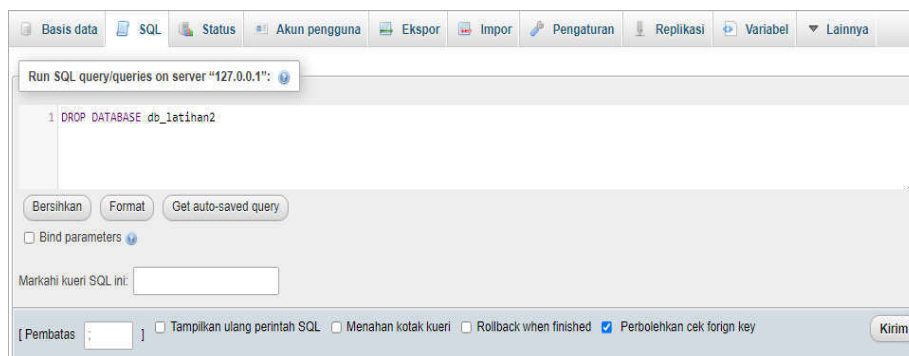 Basis data SQL Status Akun pengguna Ekspor Impor Pengaturan Replikasi Variabel Lainnya
Run SQL query/queries on server “127.0.0.1”:
1 DROP DATABASE db_latihan2
Bersihkan Format Get auto-saved query
Bind parameters
Markahi kueri SQL ini:
[ Pembatas ; ] Tampilkan ulang perintah SQL Menahan kotak kueri Rollback when finished Perbolehkan cek forign key Kirim